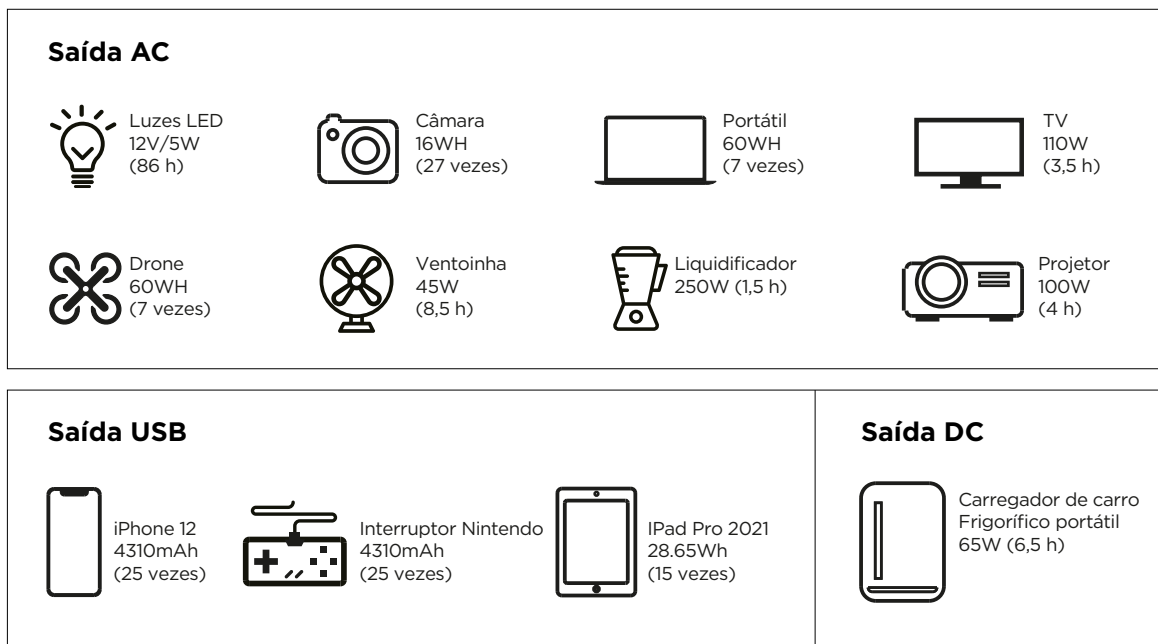 Saída AC
Luzes LED
12V/5W
(86 h)
Câmara
16WH
(27 vezes)
Portátil
60WH
(7 vezes)
TV
110W
(3,5 h)
Drone
60WH
(7 vezes)
Ventoinha
45W
(8,5 h)
Liquidificador
250W (1,5 h)
Projetor
100W
(4 h)
Saída USB
iPhone 12
4310mAh
(25 vezes)
Interruptor Nintendo
4310mAh
(25 vezes)
IPad Pro 2021
28.65Wh
(15 vezes)
Saída DC
Carregador de carro
Frigorífico portátil
65W (6,5 h)